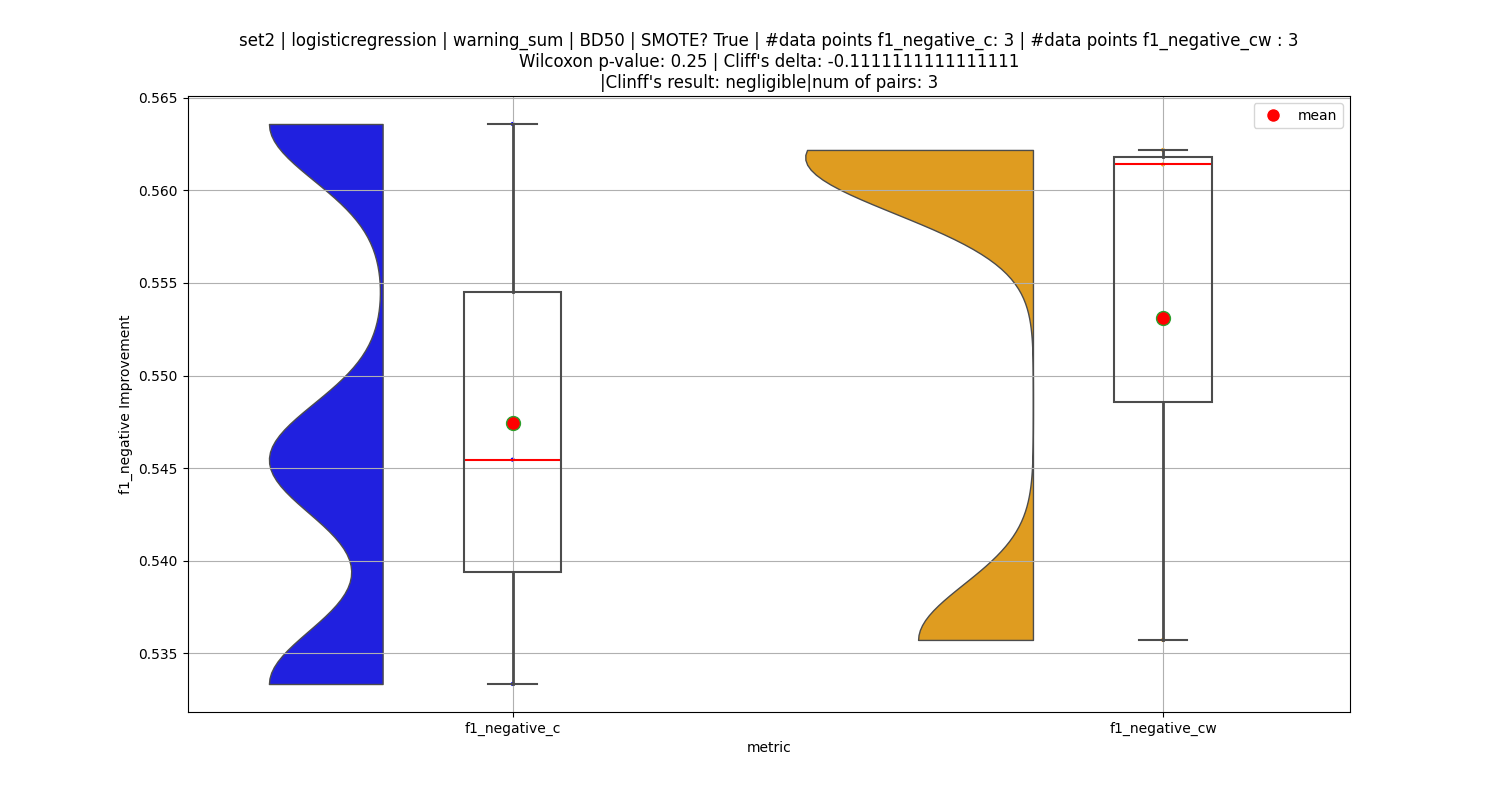 set2 | logisticregression | warning_sum | BD50 | SMOTE? True | #data points f1_negative_c: 3 | #data points f1_negative_cw : 3
Wilcoxon p-value: 0.25 | Cliff's delta: -0.1111111111111111
|Clinff's result: negligible|num of pairs: 3
mean
0.565
0.560
0.555
0.550
0.545
0.540
0.535
f1_negative Improvement
f1_negative_c
f1_negative_cw
metric